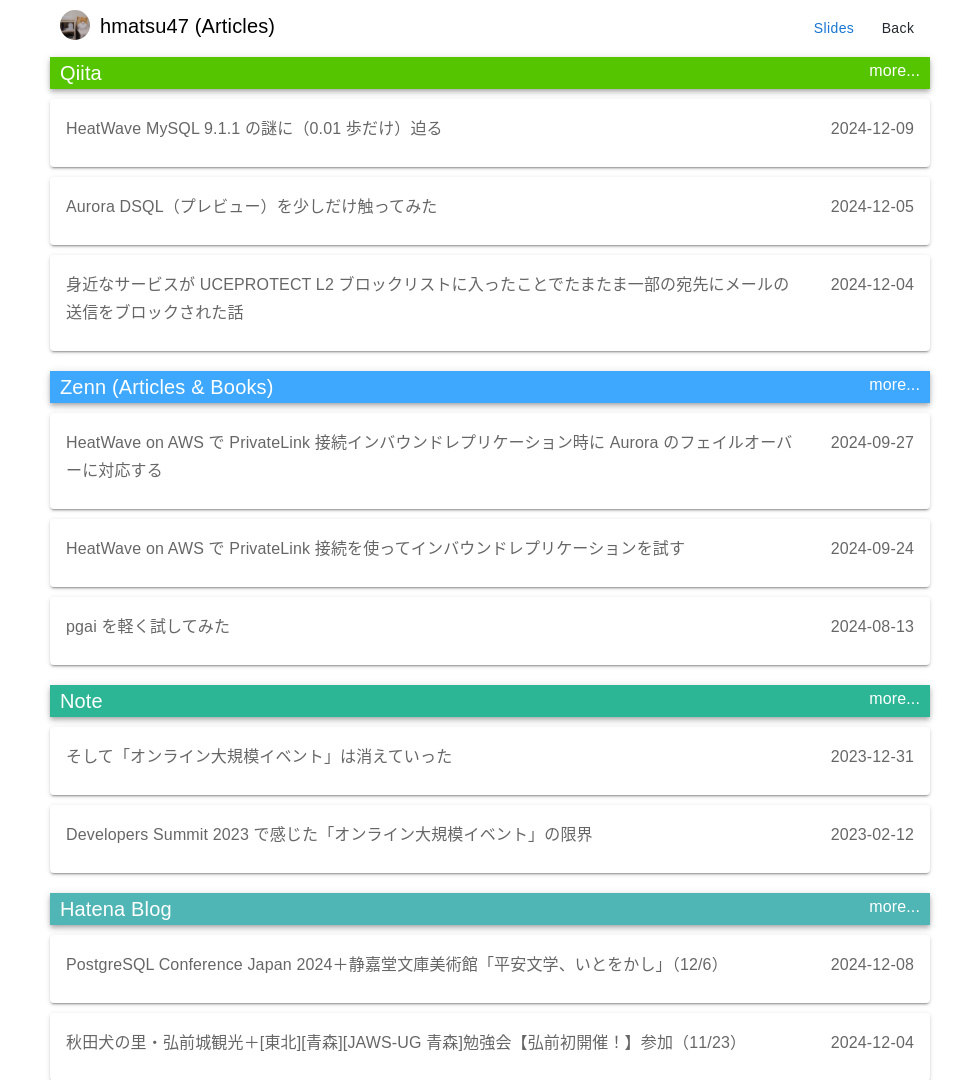 hmatsu47 (Articles)
Slides
Back
Qiita
more...
HeatWave MySQL 9.1.1 の謎に（0.01 歩だけ）迫る
2024-12-09
Aurora DSQL（プレビュー）を少しだけ触ってみた
2024-12-05
身近なサービスが UCEPROTECT L2 ブロックリストに入ったことでたまたま一部の宛先にメールの
2024-12-04
送信をブロックされた話
Zenn (Articles & Books)
more...
HeatWave on AWS で PrivateLink 接続インバウンドレプリケーション時に Aurora のフェイルオーバ
2024-09-27
ーに対応する
HeatWave on AWS で PrivateLink 接続を使ってインバウンドレプリケーションを試す
2024-09-24
pgai を軽く試してみた
2024-08-13
Note
more...
そして「オンライン大規模イベント」は消えていった
2023-12-31
Developers Summit 2023 で感じた「オンライン大規模イベント」の限界
2023-02-12
Hatena Blog
more...
PostgreSQL Conference Japan 2024＋静嘉堂文庫美術館「平安文学、いとをかし」（12/6）
2024-12-08
秋田犬の里・弘前城観光＋[東北][青森][JAWS-UG 青森]勉強会【弘前初開催！】参加（11/23）
2024-12-04